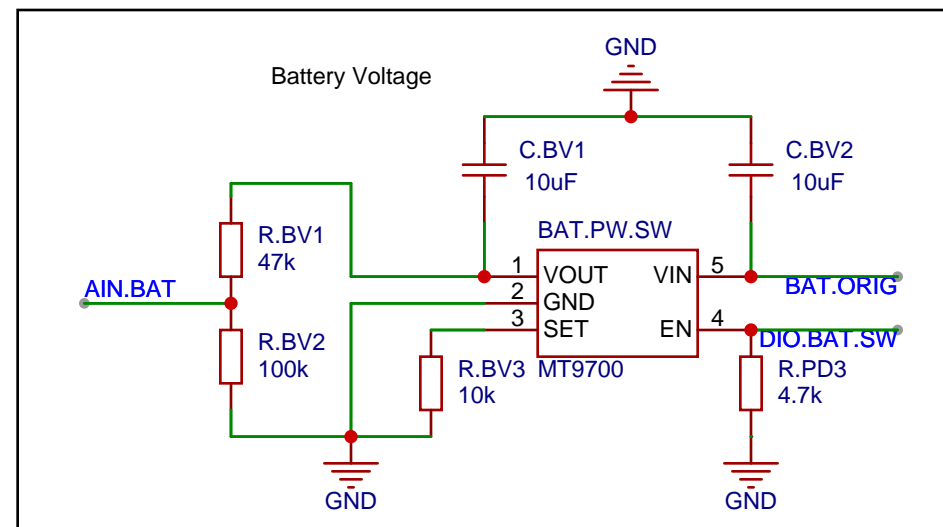 GND
Battery Voltage
C.BV1
10uF
C.BV2
10uF
BAT.PW.SW
R.BV1
47k
AIN.BAT
1 VOUT VIN 5
BAT.ORIG
2 GND
3 SET EN 4
DIO.BAT.SW
R.BV2
100k
R.BV3
10k
MT9700
R.PD3
4.7k
GND
GND